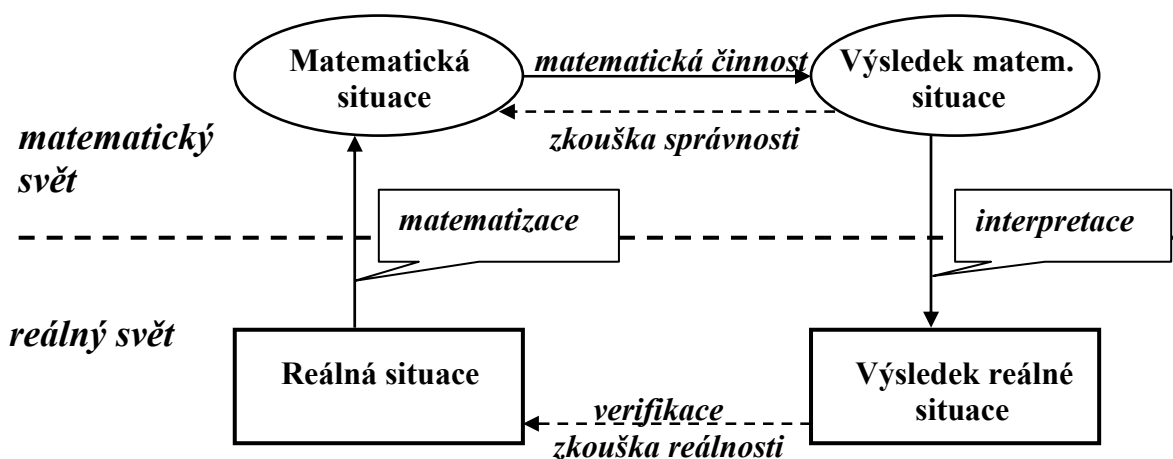 Matematická
situace
matematická činnost
Výsledek matem.
situace
zkouška správnosti
matematický
svět
matematizace
interpretace
reálný svět
Reálná situace
Výsledek reálné
situace
verifikace
zkouška reálnosti